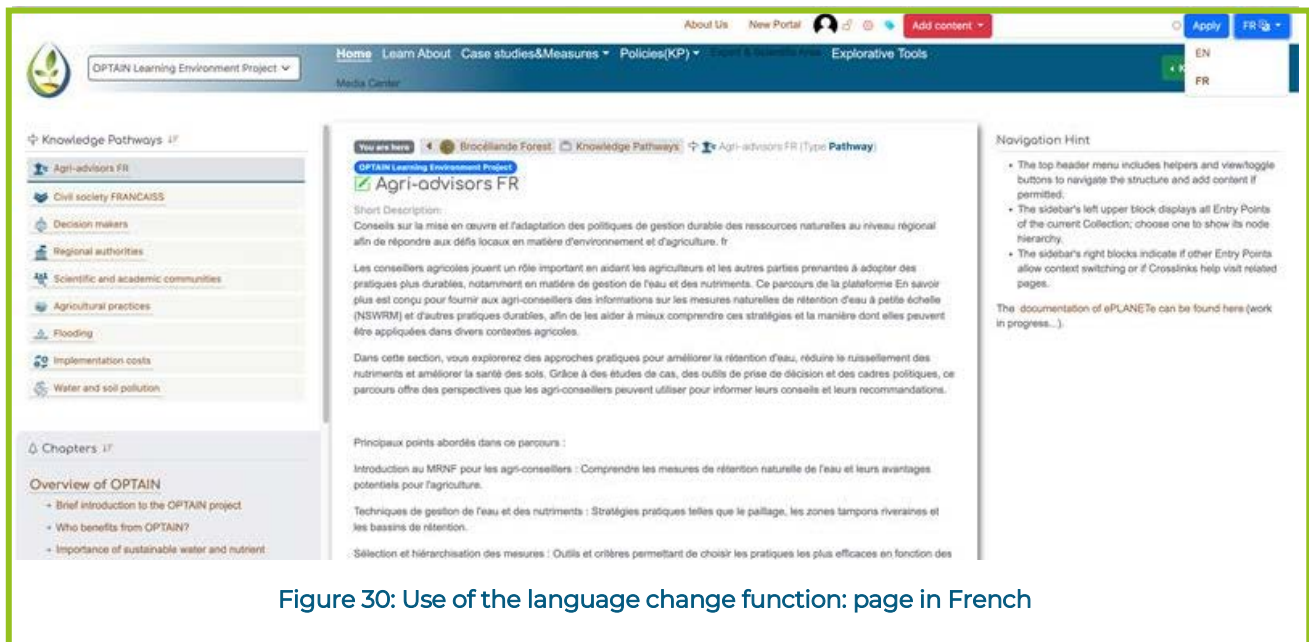 About Us New Portal Add content Apply FR
OPTAIN Learning Environment Project
Home Learn About Case studies&Measures Policies(KP) Explorative Tools
Media Center
EN
FR
Knowledge Pathways
Agri-advisors FR
Civil society FRANCAISS
Decision makers
Regional authorities
Scientific and academic communities
Agricultural practices
Flooding
Implementation costs
Water and soil pollution
Chapters
Overview of OPTAIN
Brief introduction to the OPTAIN project
Who benefits from OPTAIN?
Importance of sustainable water and nutrient
You are here Brocéliande Forest Knowledge Pathways Agri-advisors FR (Type Pathway)
OPTAIN Learning Environment Project
Agri-advisors FR
Short Description:
Conseils sur la mise en œuvre et l'adaptation des politiques de gestion durable des ressources naturelles au niveau régional
afin de répondre aux défis locaux en matière d'environnement et d'agriculture. fr
Les conseillers agricoles jouent un rôle important en aidant les agriculteurs et les autres parties prenantes à adopter des
pratiques plus durables, notamment en matière de gestion de l'eau et des nutriments. Ce parcours de la plateforme En savoir
plus est conçu pour fournir aux agri-conseillers des informations sur les mesures naturelles de rétention d'eau à petite échelle
(NSWRM) et d'autres pratiques durables, afin de les aider à mieux comprendre ces stratégies et la manière dont elles peuvent
être appliquées dans divers contextes agricoles.
Dans cette section, vous explorerez des approches pratiques pour améliorer la rétention d'eau, réduire le ruissellement des
nutriments et améliorer la santé des sols. Grâce à des études de cas, des outils de prise de décision et des cadres politiques, ce
parcours offre des perspectives que les agri-conseillers peuvent utiliser pour informer leurs conseils et leurs recommandations.
Principaux points abordés dans ce parcours :
Introduction au MRNF pour les agri-conseillers : Comprendre les mesures de rétention naturelle de l'eau et leurs avantages
potentiels pour l'agriculture.
Techniques de gestion de l'eau et des nutriments : Stratégies pratiques telles que le paillage, les zones tampons riveraines et
les bassins de rétention.
Sélection et hiérarchisation des mesures : Outils et critères permettant de choisir les pratiques les plus efficaces en fonction des
Navigation Hint
The top header menu includes helpers and view/toggle
buttons to navigate the structure and add content if
permitted.
The sidebar's left upper block displays all Entry Points
of the current Collection; choose one to show its node
hierarchy.
The sidebar's right blocks indicate if other Entry Points
allow context switching or if Crosslinks help visit related
pages.
The documentation of ePLANETe can be found here (work
in progress...).
Figure 30: Use of the language change function: page in French